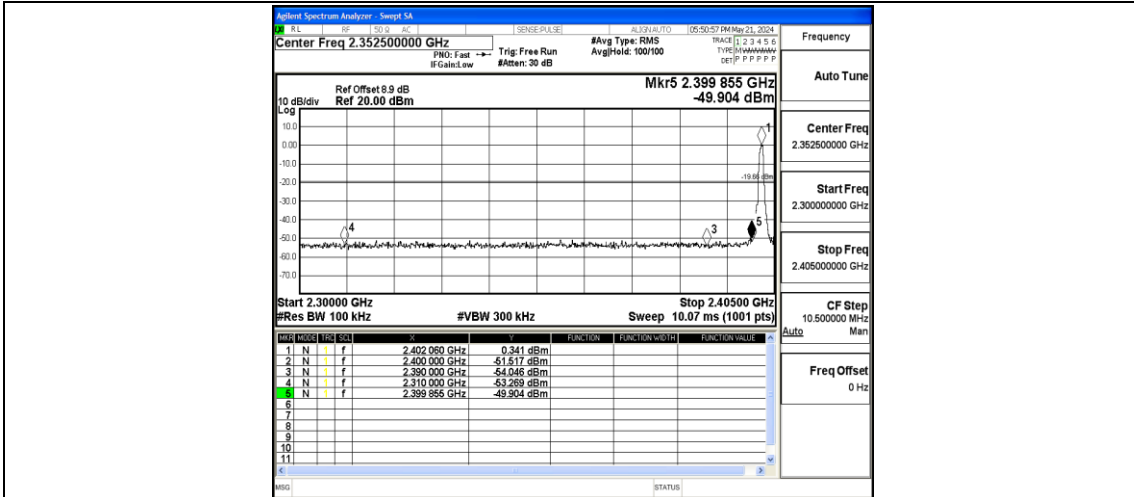 Agilent Spectrum Analyzer - Swept SA
RL RF 50 Ω AC SENSE:PULSE ALIGN AUTO 05:50:57 PM May 21, 2024
Center Freq 2.352500000 GHz
PNO: Fast
IFGain:Low
Trig: Free Run
#Atten: 30 dB
#Avg Type: RMS
Avg|Hold: 100/100
TRACE 1 2 3 4 5 6
TYPE
DET P P P P P P
Ref Offset 8.9 dB
10 dB/div Ref 20.00 dBm
Log
Mkr5 2.399 855 GHz
-49.904 dBm
10.0
0.00
-10.0
-20.0
-30.0
-40.0
-50.0
-60.0
-70.0
1
5
3
4
Start 2.30000 GHz Stop 2.40500 GHz
#Res BW 100 kHz #VBW 300 kHz Sweep 10.07 ms (1001 pts)
MKR MODE TRC SCL X Y FUNCTION FUNCTION WIDTH FUNCTION VALUE
1 N 1 f 2.402 060 GHz 0.341 dBm
2 N 1 f 2.400 000 GHz -51.517 dBm
3 N 1 f 2.390 000 GHz -54.046 dBm
4 N 1 f 2.310 000 GHz -53.269 dBm
5 N 1 f 2.399 855 GHz -49.904 dBm
6
7
8
9
10
11
MSG STATUS
Frequency
Auto Tune
Center Freq
2.352500000 GHz
Start Freq
2.300000000 GHz
Stop Freq
2.405000000 GHz
CF Step
10.500000 MHz
Auto Man
Freq Offset
0 Hz